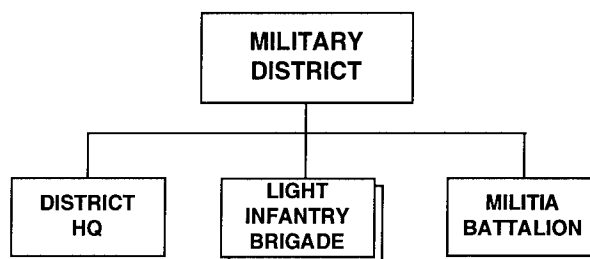 MILITARY
DISTRICT
DISTRICT
HQ
LIGHT
INFANTRY
BRIGADE
MILITIA
BATTALION